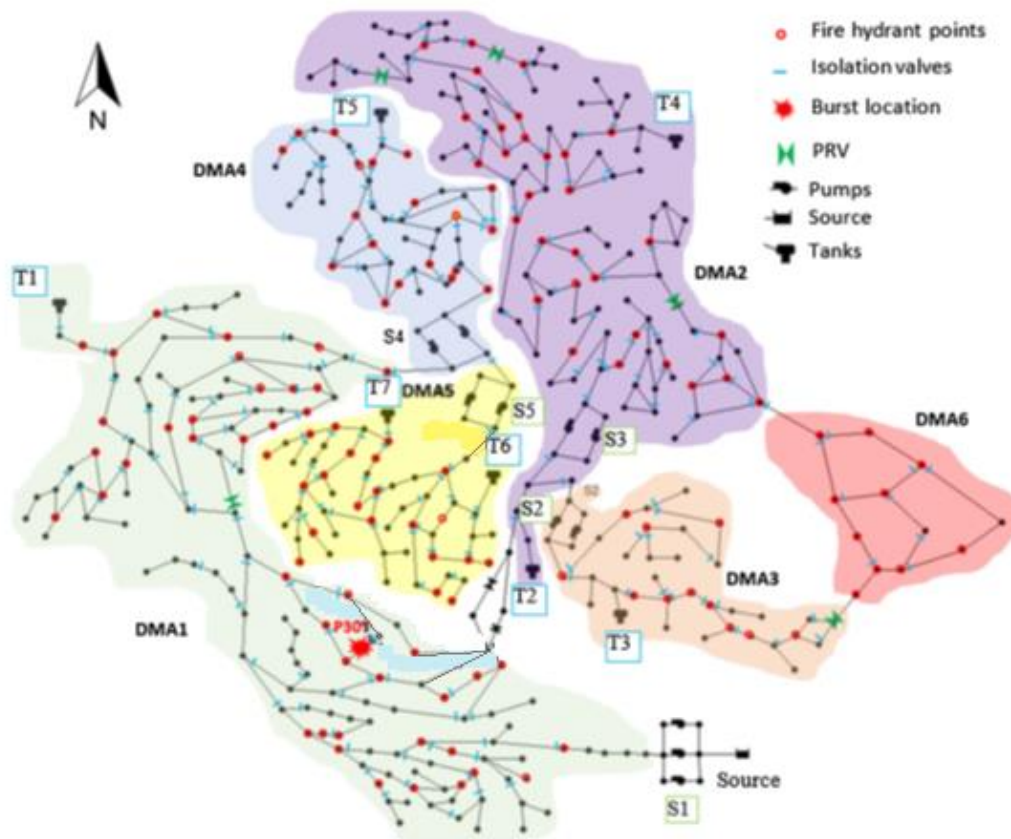 Fire hydrant points
Isolation valves
Burst location
PRV
Pumps
Source
Tanks
N
T5
T4
DMA4
DMA2
T1
S4
T7
DMA5
S5
S3
T6
DMA6
S2
DMA3
T2
T3
DMA1
Source
S1